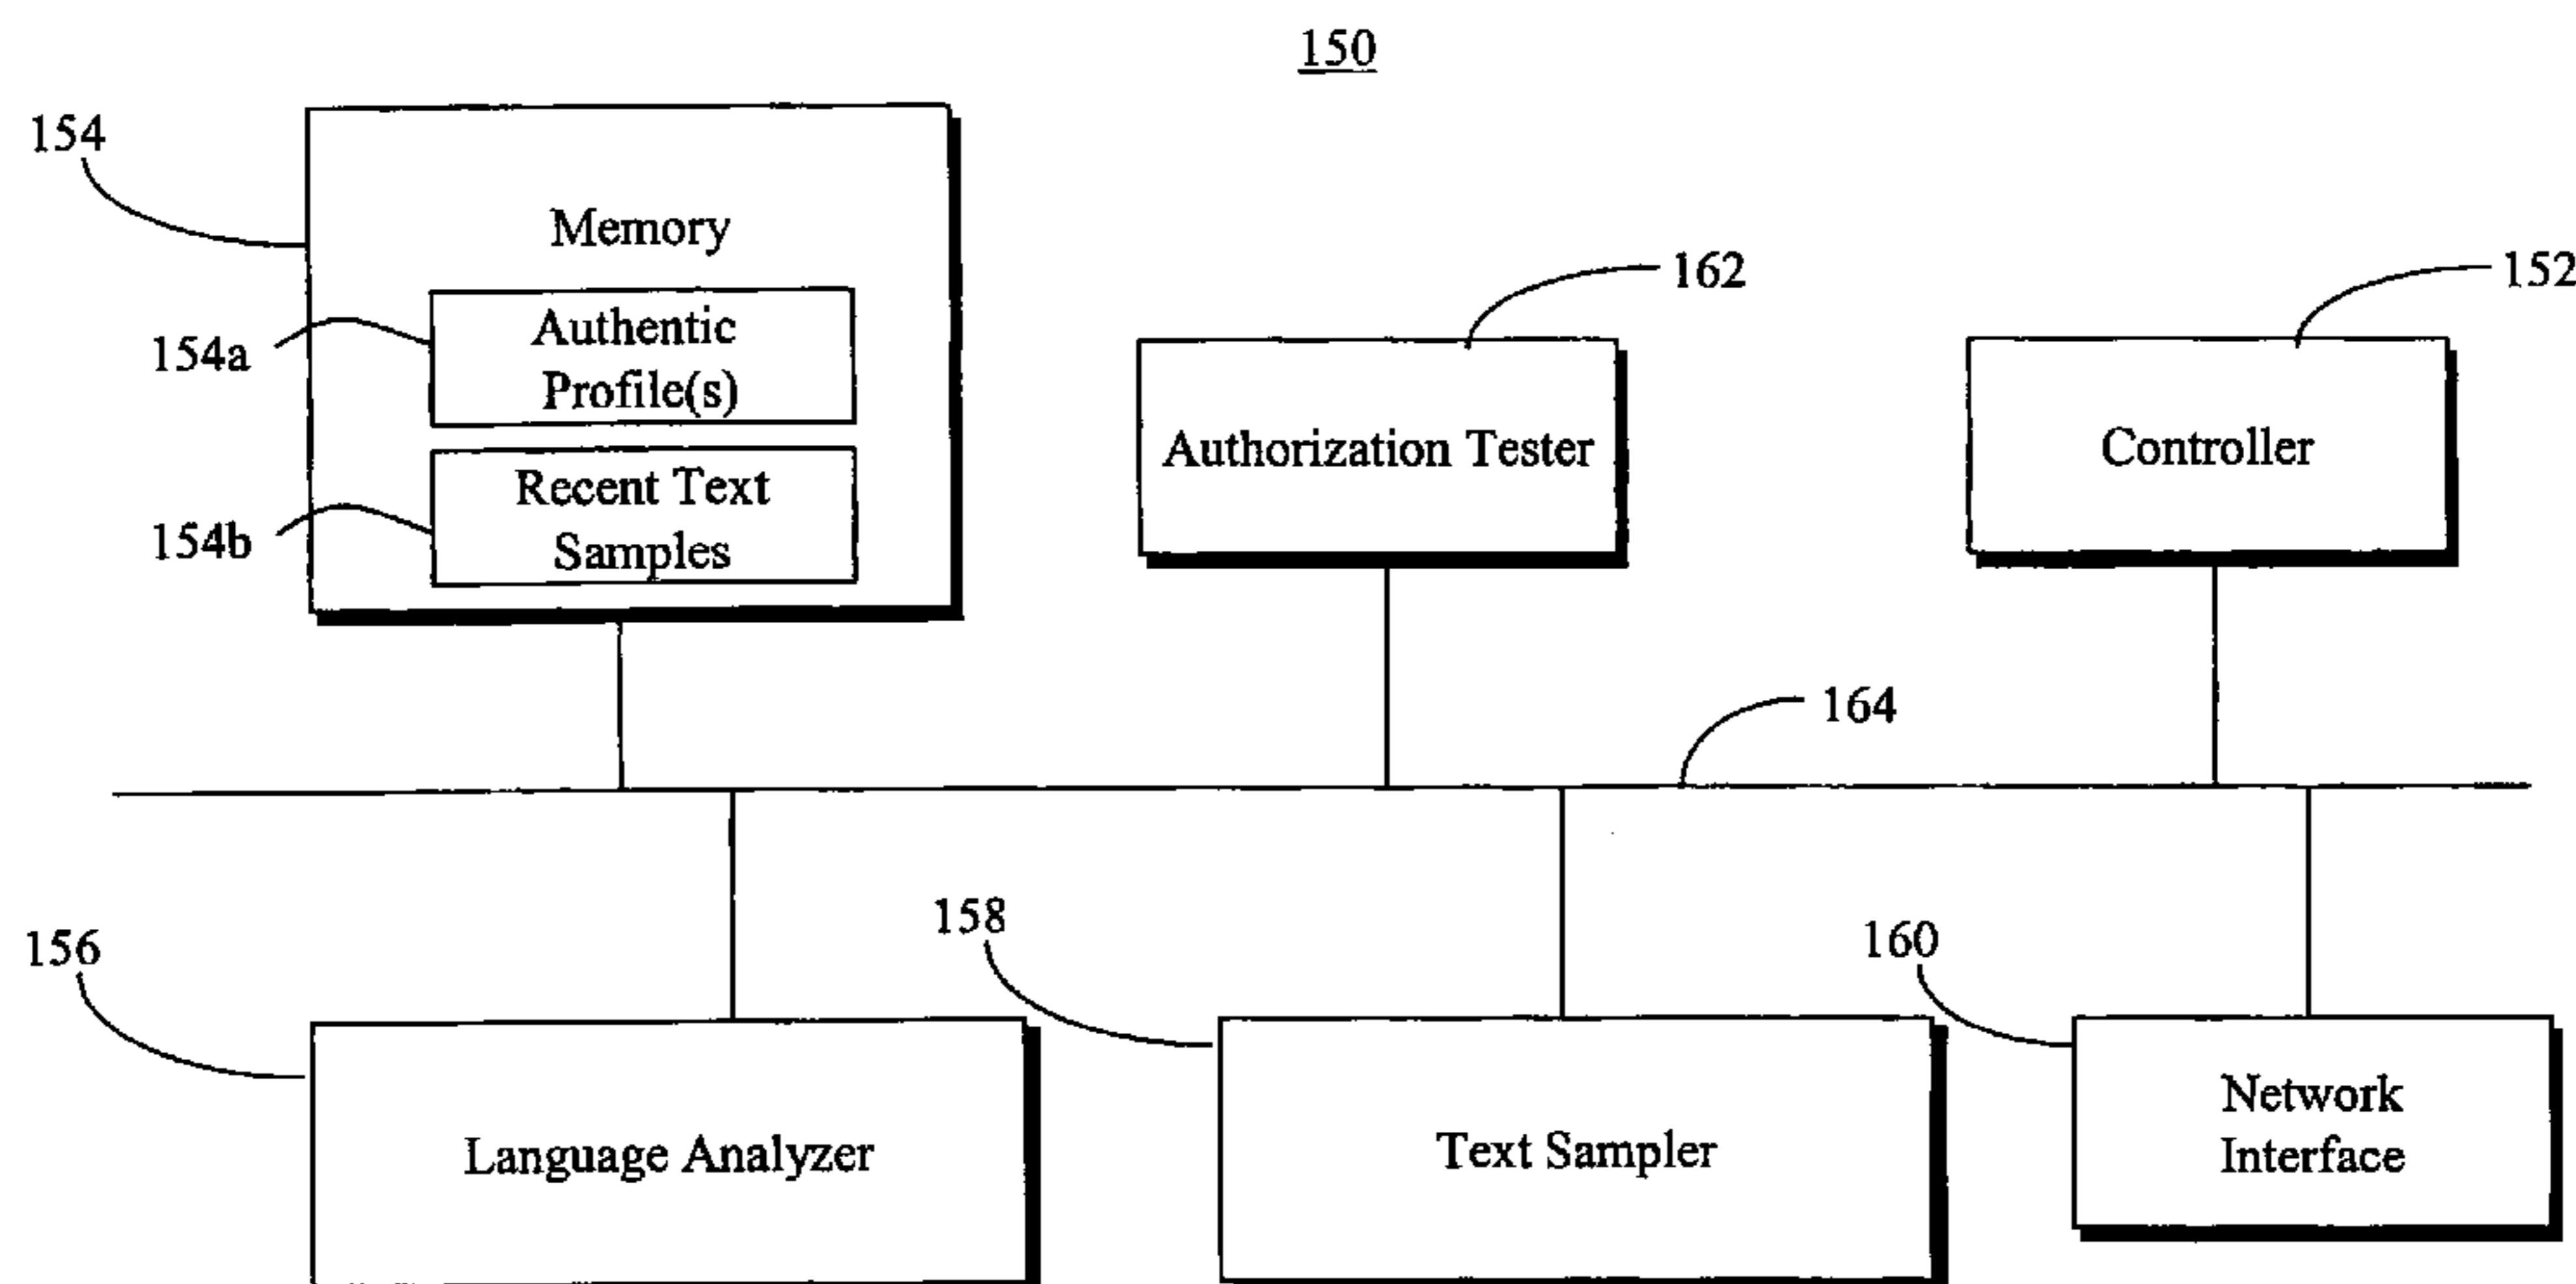 150
154
Memory
162
152
Authentic
Profile(s)
154a
Authorization Tester
Controller
Recent Text
Samples
154b
164
156
158
160
Language Analyzer
Text Sampler
Network
Interface